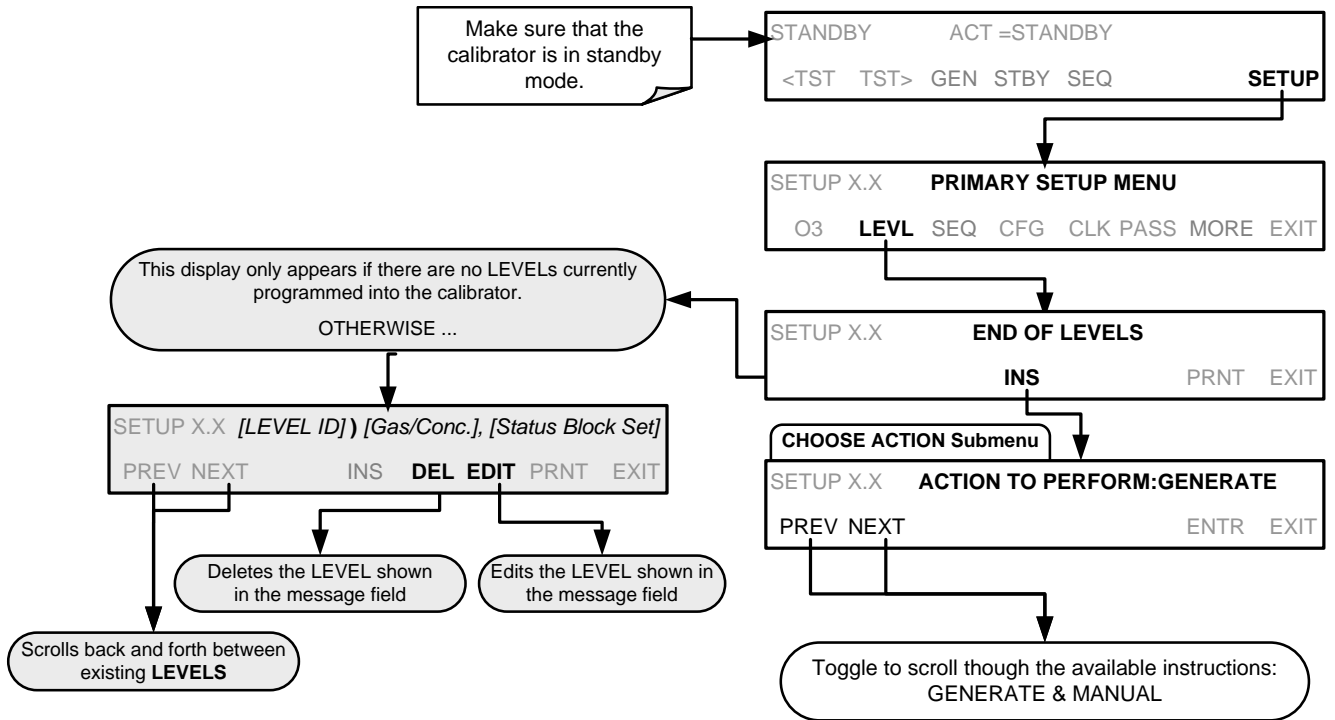 Make sure that the
calibrator is in standby
mode.
STANDBY ACT =STANDBY
<TST TST> GEN STBY SEQ SETUP
SETUP X.X PRIMARY SETUP MENU
O3 LEVL SEQ CFG CLK PASS MORE EXIT
This display only appears if there are no LEVELs currently
programmed into the calibrator.
OTHERWISE ...
SETUP X.X END OF LEVELS
INS PRNT EXIT
SETUP X.X [LEVEL ID] ) [Gas/Conc.], [Status Block Set]
PREV NEXT INS DEL EDIT PRNT EXIT
CHOOSE ACTION Submenu
SETUP X.X ACTION TO PERFORM:GENERATE
PREV NEXT ENTR EXIT
Deletes the LEVEL shown
in the message field
Edits the LEVEL shown in
the message field
Scrolls back and forth between
existing LEVELS
Toggle to scroll though the available instructions:
GENERATE & MANUAL